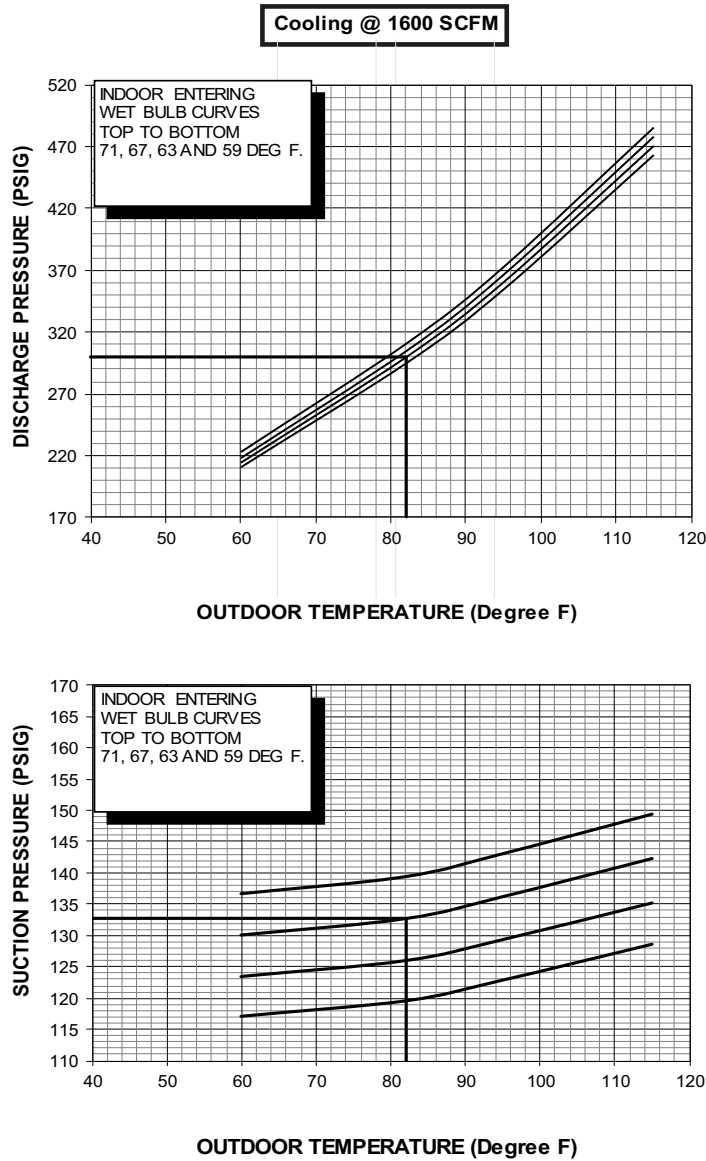 Cooling @ 1600 SCFM
520
470
420
370
320
270
220
170
DISCHARGE PRESSURE (PSIG)
INDOOR ENTERING
WET BULB CURVES
TOP TO BOTTOM
71, 67, 63 AND 59 DEG F.
40 50 60 70 80 90 100 110 120
OUTDOOR TEMPERATURE (Degree F)
170
165
160
155
150
145
140
135
130
125
120
115
110
SUCTION PRESSURE (PSIG)
INDOOR ENTERING
WET BULB CURVES
TOP TO BOTTOM
71, 67, 63 AND 59 DEG F.
40 50 60 70 80 90 100 110 120
OUTDOOR TEMPERATURE (Degree F)